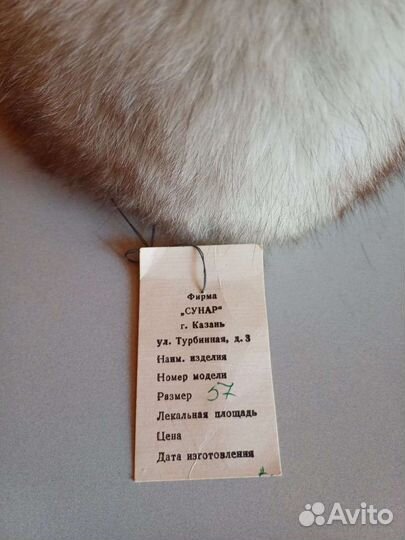 Фирма
„СУНАР"
г. Казань
ул. Турбинная, д. 3
Наим. изделия
Номер модели
Размер 57
Лекальная площадь
Цена
Дата изготовления
Avito